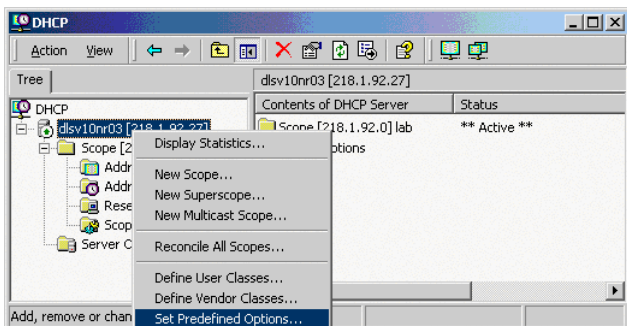 DHCP
Action View
Tree
dlsv10nr03 [218.1.92.27]
DHCP
Contents of DHCP Server Status
dlsv10nr03 [218.1.92.27]
Scope [218.1.92.0] lab ** Active **
Scope [2
Display Statistics...
ptions
Addr
New Scope...
Addr
New Superscope...
Rese
New Multicast Scope...
Scop
Server O
Reconcile All Scopes...
Define User Classes...
Define Vendor Classes...
Add, remove or chan
Set Predefined Options...